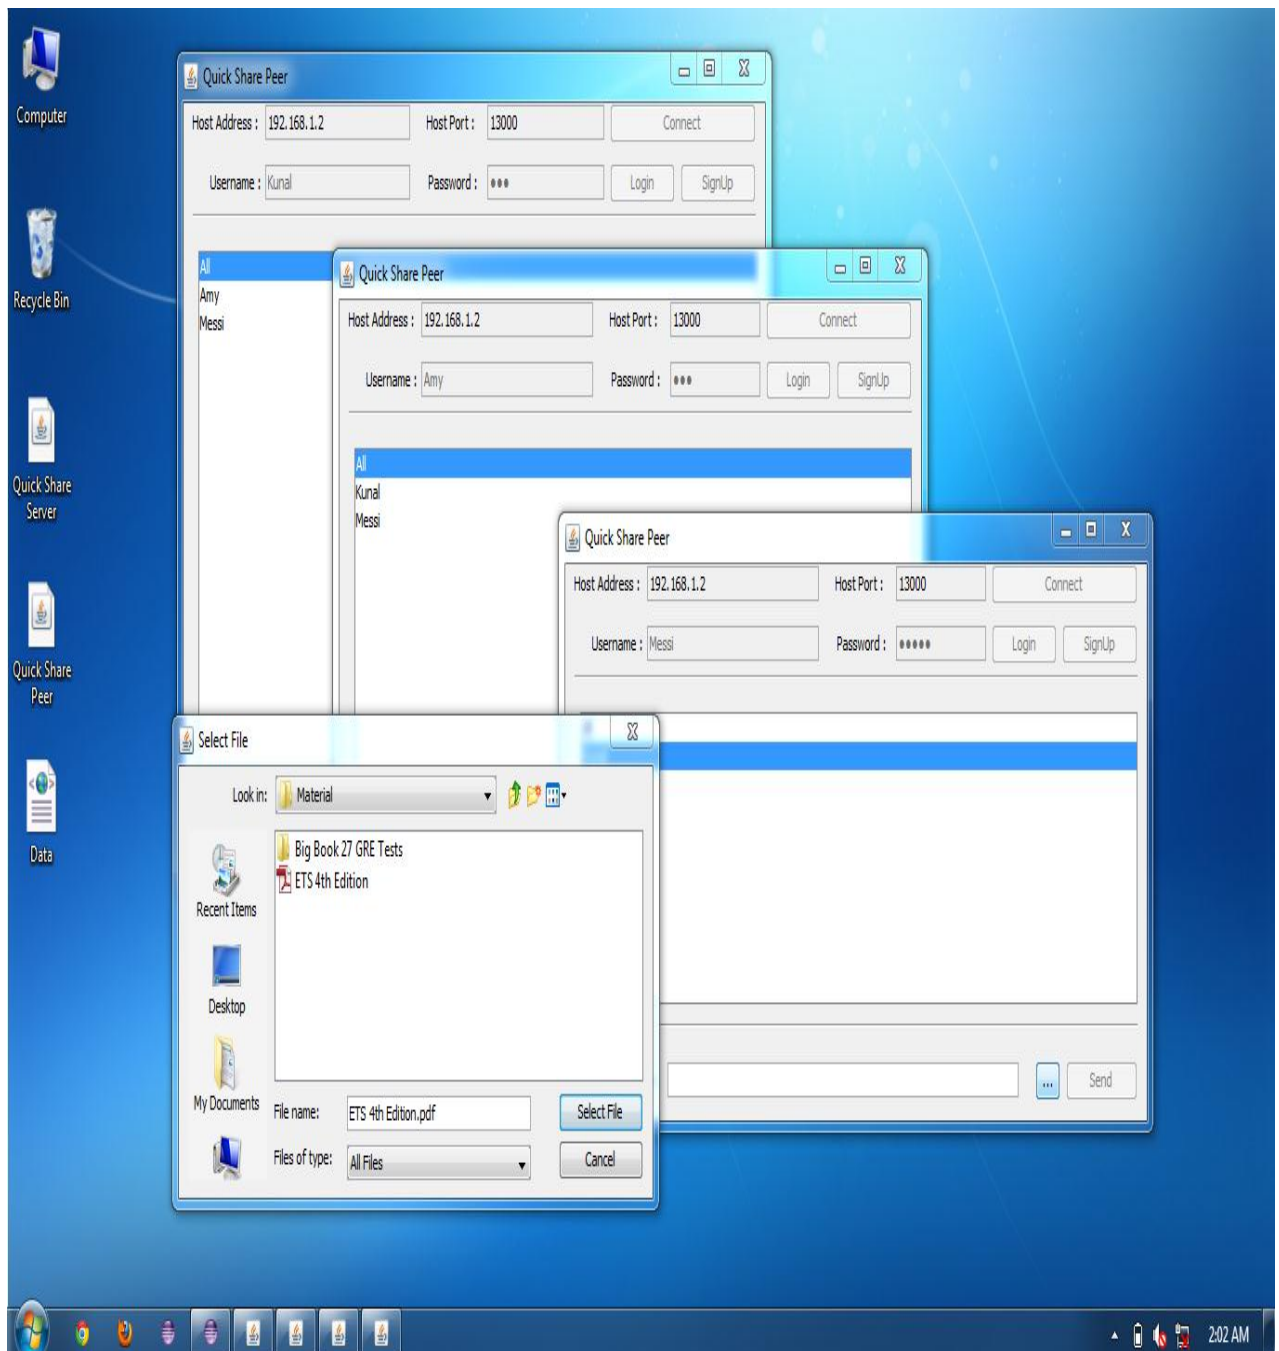 Computer
Recycle Bin
Quick Share
Server
Quick Share
Peer
Data
Quick Share Peer
Host Address : 192.168.1.2 Host Port : 13000 Connect
Username : Kunal Password : ●●● Login SignUp
All
Amy
Messi
Quick Share Peer
Host Address : 192.168.1.2 Host Port : 13000 Connect
Username : Amy Password : ●●● Login SignUp
All
Kunal
Messi
Quick Share Peer
Host Address : 192.168.1.2 Host Port : 13000 Connect
Username : Messi Password : ●●●●● Login SignUp
... Send
Select File
Look in: Material
Big Book 27 GRE Tests
ETS 4th Edition
Recent Items
Desktop
My Documents
File name: ETS 4th Edition.pdf Select File
Files of type: All Files Cancel
2:02 AM